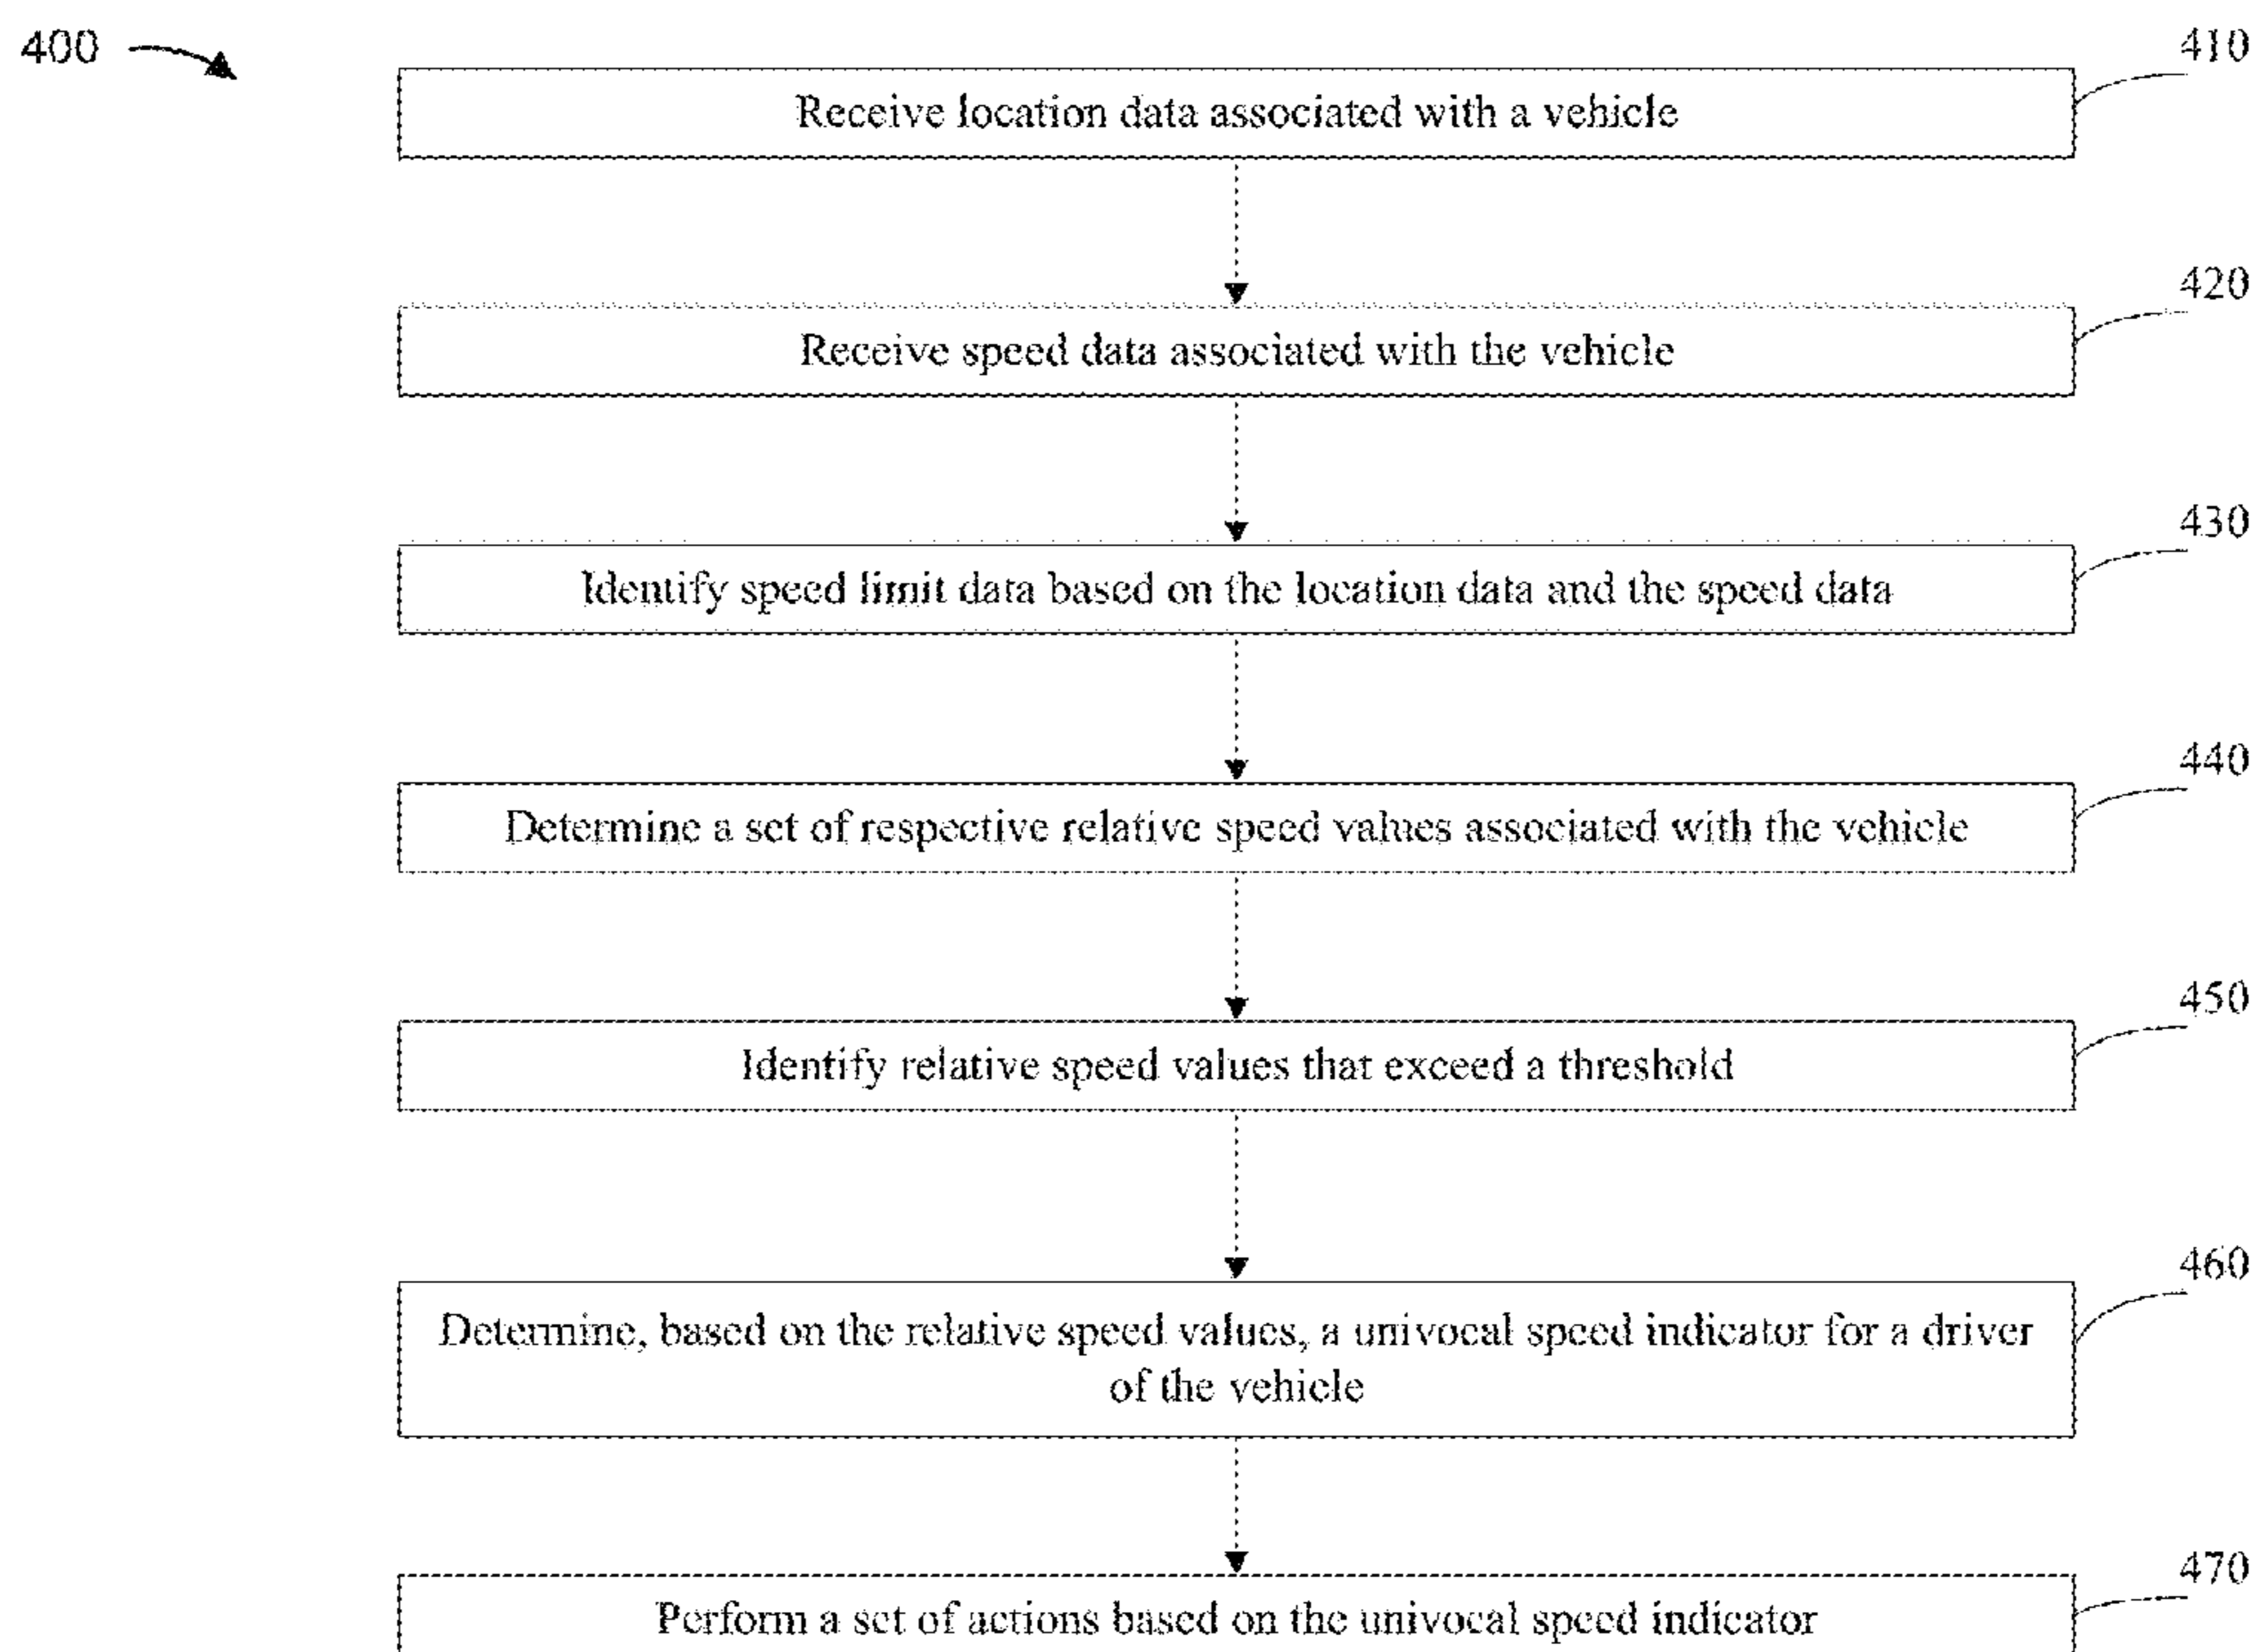 400
410
Receive location data associated with a vehicle
420
Receive speed data associated with the vehicle
430
Identify speed limit data based on the location data and the speed data
440
Determine a set of respective relative speed values associated with the vehicle
450
Identify relative speed values that exceed a threshold
460
Determine, based on the relative speed values, a univocal speed indicator for a driver
of the vehicle
470
Perform a set of actions based on the univocal speed indicator